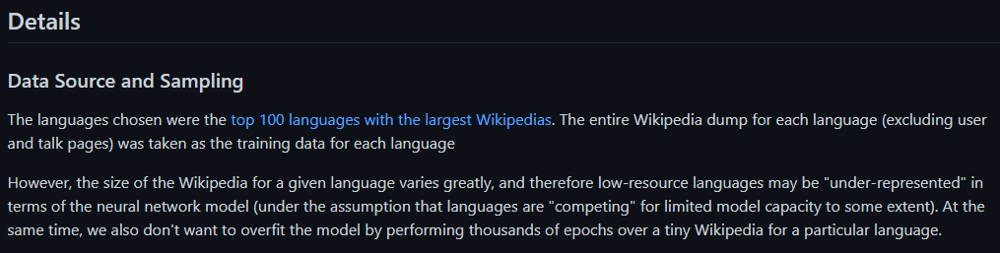 Details
Data Source and Sampling
The languages chosen were the top 100 languages with the largest Wikipedias. The entire Wikipedia dump for each language (excluding user
and talk pages) was taken as the training data for each language
However, the size of the Wikipedia for a given language varies greatly, and therefore low-resource languages may be "under-represented" in
terms of the neural network model (under the assumption that languages are "competing" for limited model capacity to some extent). At the
same time, we also don't want to overfit the model by performing thousands of epochs over a tiny Wikipedia for a particular language.